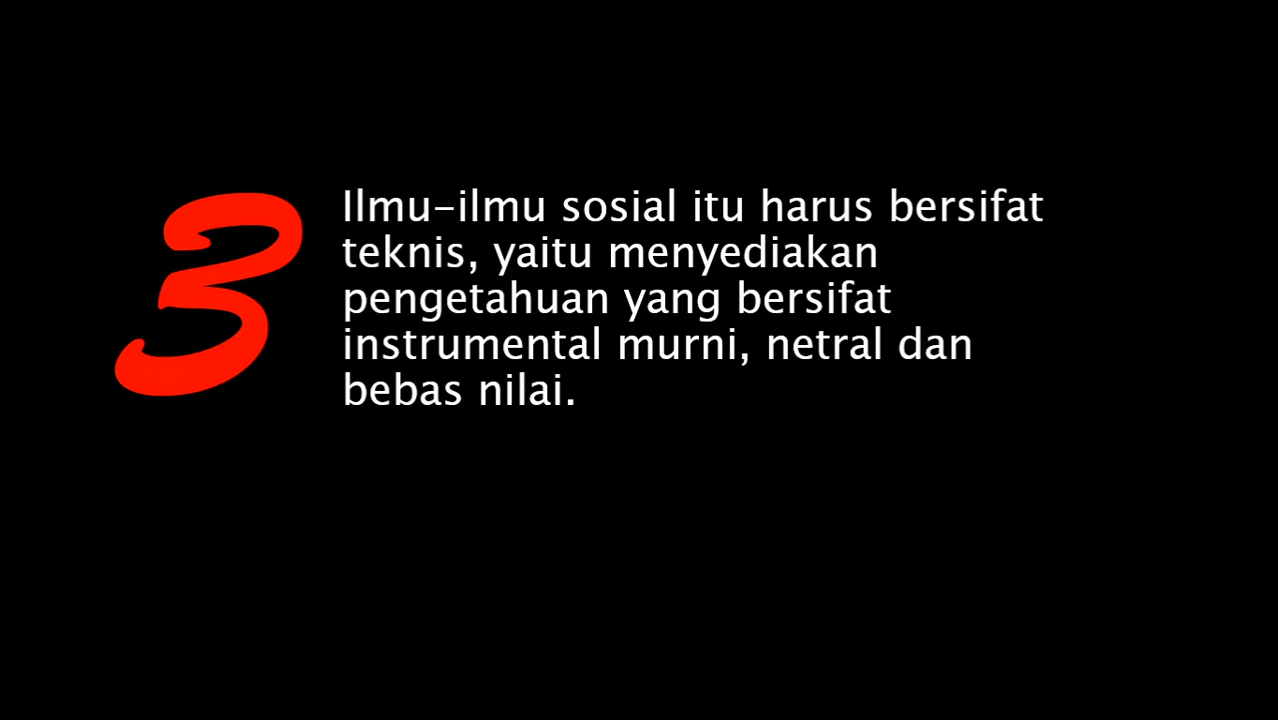 3
Ilmu-ilmu sosial itu harus bersifat
teknis, yaitu menyediakan
pengetahuan yang bersifat
instrumental murni, netral dan
bebas nilai.